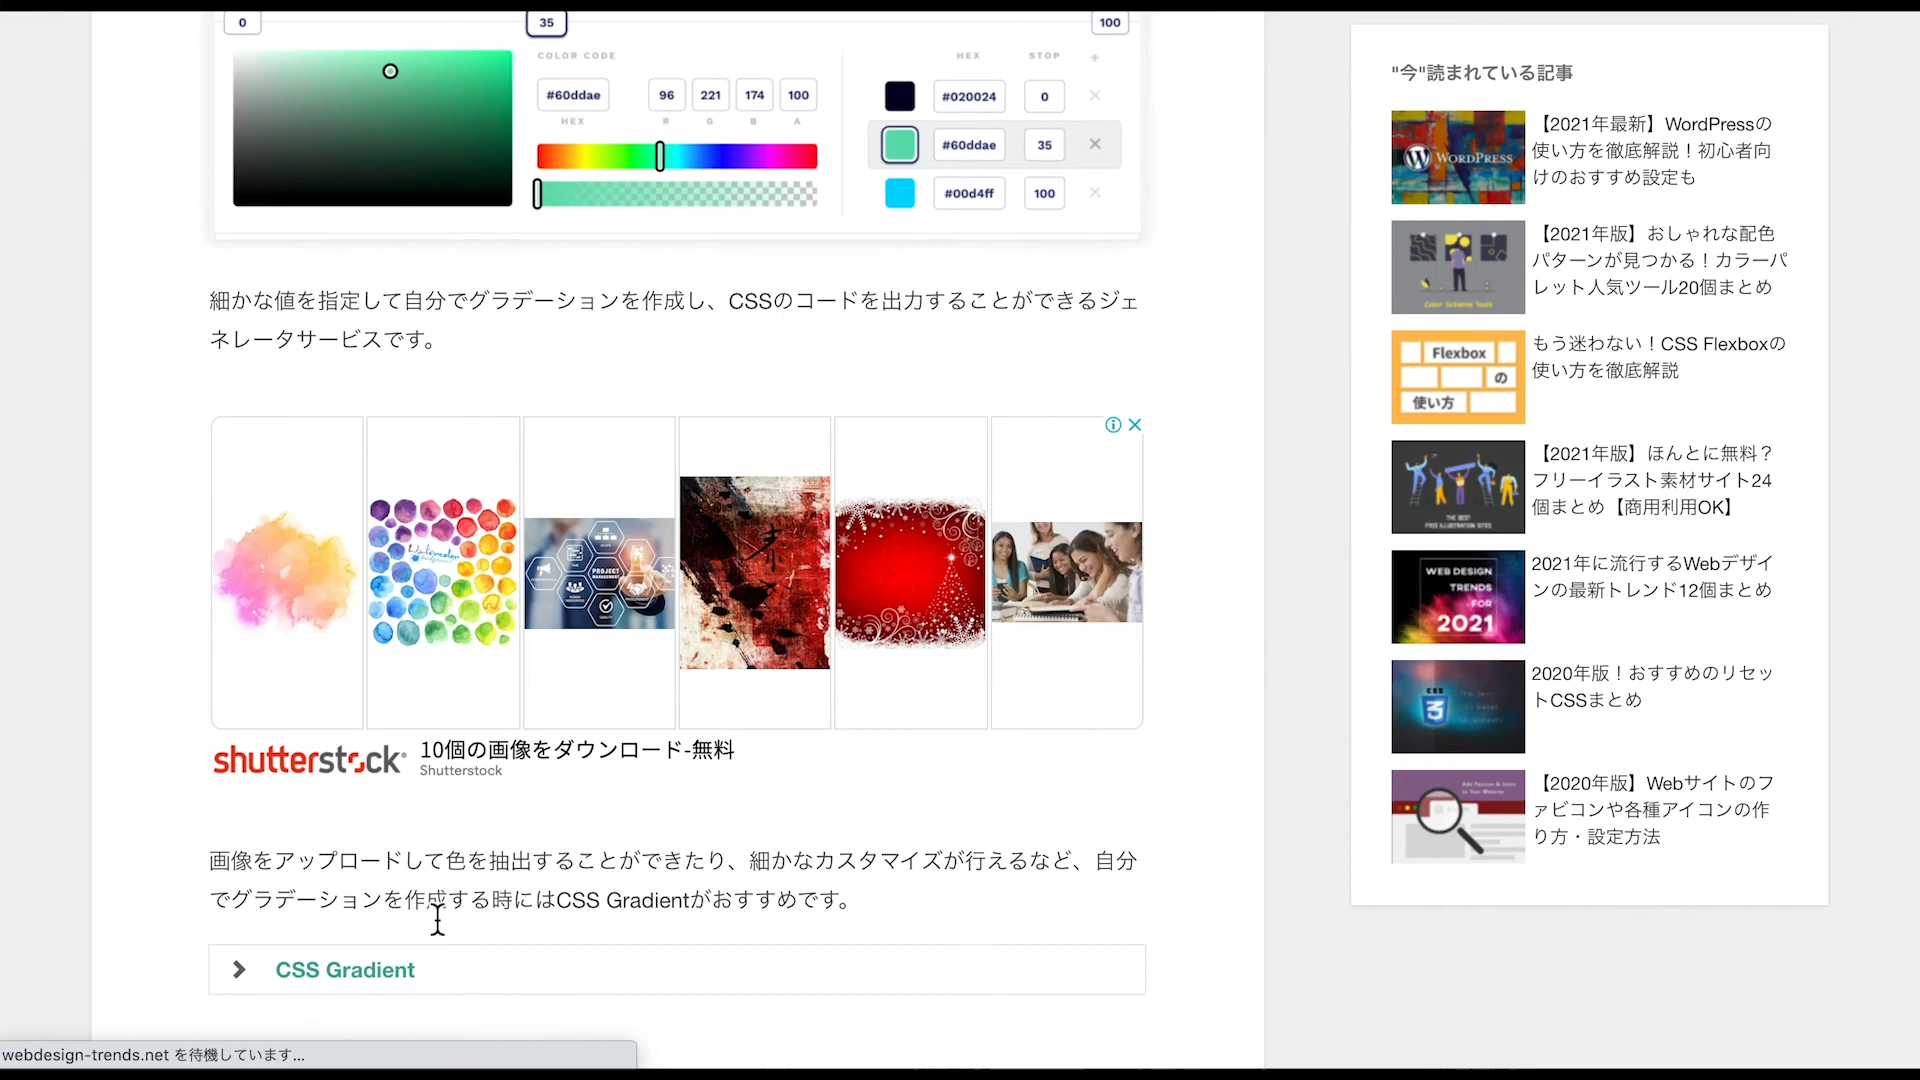 0
35
100
COLOR CODE
HEX STOP
#60ddae 96 221 174 100
HEX R G B A
#020024 0
#60ddae 35
#00d4ff 100
細かな値を指定して自分でグラデーションを作成し、CSSのコードを出力することができるジェ
ネレータサービスです。
PROJECT
MANAGEMENT
shutterstock
10個の画像をダウンロード-無料
Shutterstock
画像をアップロードして色を抽出することができたり、細かなカスタマイズが行えるなど、自分
でグラデーションを作成する時にはCSS Gradientがおすすめです。
CSS Gradient
webdesign-trends.net を待機しています...
"今"読まれている記事
WORDPRESS
【2021年最新】WordPressの
使い方を徹底解説！初心者向
けのおすすめ設定も
Color Scheme Tools
【2021年版】おしゃれな配色
パターンが見つかる！カラーパ
レット人気ツール20個まとめ
Flexbox
の
使い方
もう迷わない！CSS Flexboxの
使い方を徹底解説
THE BEST
FREE ILLUSTRATION SITES
【2021年版】ほんとに無料？
フリーイラスト素材サイト24
個まとめ【商用利用OK】
WEB DESIGN
TRENDS
FOR
2021
2021年に流行するWebデザイ
ンの最新トレンド12個まとめ
CSS
3
2020年版！おすすめのリセッ
トCSSまとめ
【2020年版】Webサイトのフ
ァビコンや各種アイコンの作
り方・設定方法